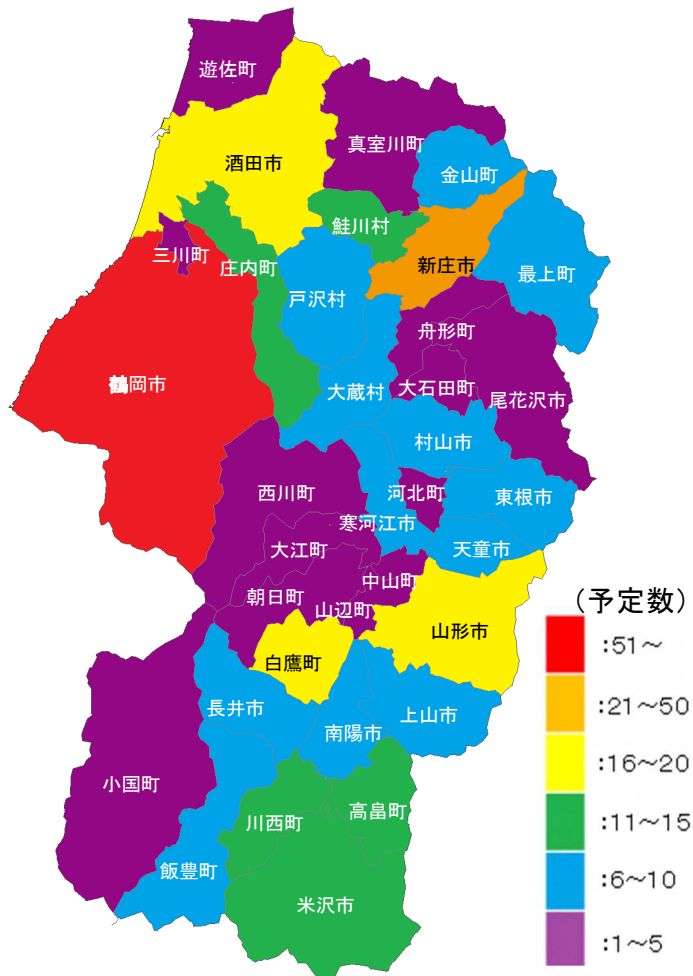 遊佐町
真室川町
酒田市
金山町
鮭川村
三川町
庄内町
新庄市
最上町
戸沢村
舟形町
鶴岡市
大蔵村
大石田町
尾花沢市
村山市
西川町
河北町
東根市
寒河江市
大江町
天童市
中山町
朝日町
山辺町
(予定数)
山形市
:51～
白鷹町
長井市
上山市
:21～50
南陽市
:16～20
小国町
高畠町
川西町
:11～15
飯豊町
:6～10
米沢市
:1～5